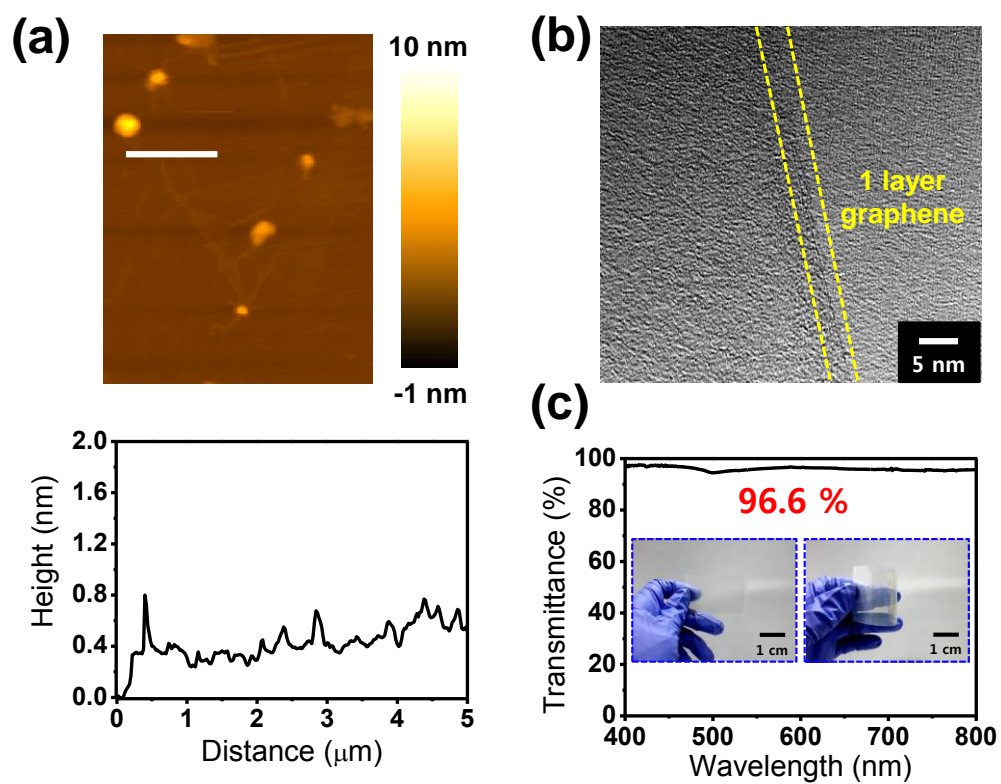 (a)
10 nm
-1 nm
2.0
1.6
1.2
0.8
0.4
0.0
Height (nm)
0
1
2
3
4
5
Distance (μm)
(b)
1 layer
graphene
5 nm
(c)
100
80
60
40
20
0
Transmittance (%)
96.6 %
1 cm
1 cm
400
500
600
700
800
Wavelength (nm)